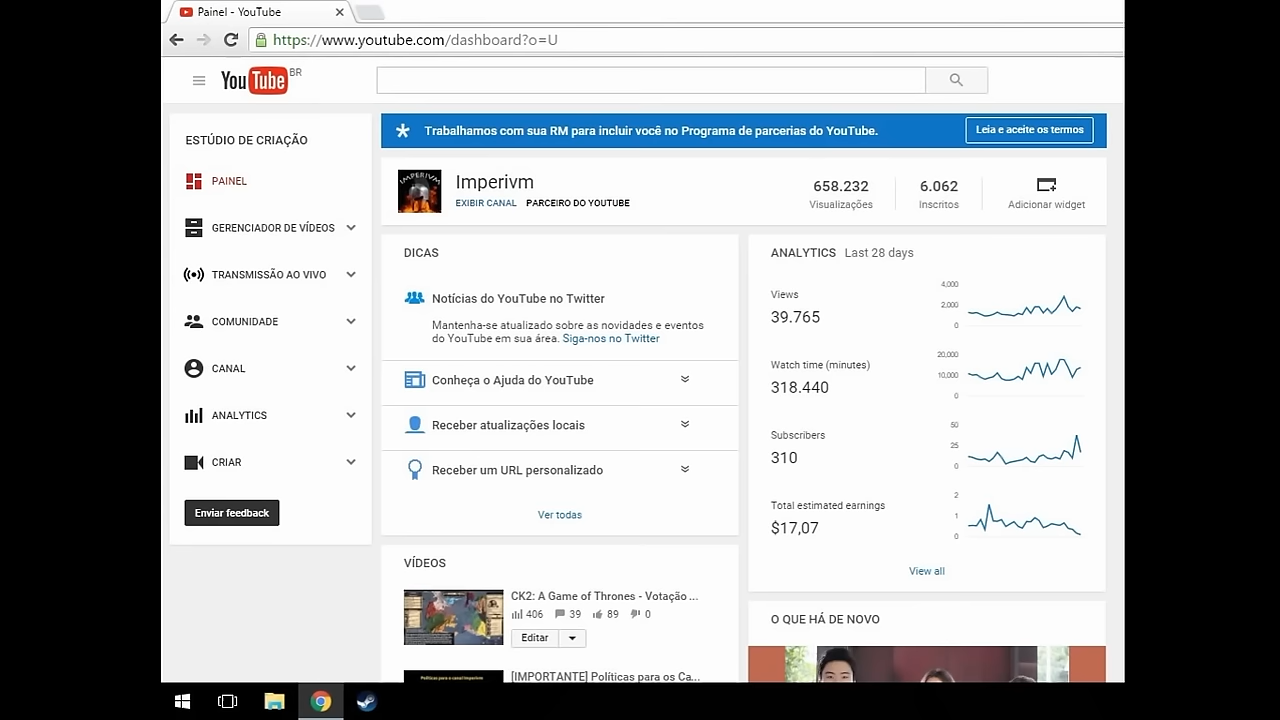 Painel - YouTube
https://www.youtube.com/dashboard?o=U
YouTube BR
ESTÚDIO DE CRIAÇÃO
PAINEL
GERENCIADOR DE VÍDEOS
TRANSMISSÃO AO VIVO
COMUNIDADE
CANAL
ANALYTICS
CRIAR
Enviar feedback
Trabalhamos com sua RM para incluir você no Programa de parcerias do YouTube.
Leia e aceite os termos
IMPERIVM
Imperivm
EXIBIR CANAL PARCEIRO DO YOUTUBE
658.232
Visualizações
6.062
Inscritos
Adicionar widget
DICAS
Notícias do YouTube no Twitter
Mantenha-se atualizado sobre as novidades e eventos
do YouTube em sua área. Siga-nos no Twitter
Conheça o Ajuda do YouTube
Receber atualizações locais
Receber um URL personalizado
Ver todas
VÍDEOS
CK2: A Game of Thrones - Votação ...
406 39 89 0
Editar
Políticas para o canal Imperivm
[IMPORTANTE] Políticas para os Ca...
ANALYTICS Last 28 days
Views
39.765
4,000
2,000
0
Watch time (minutes)
318.440
20,000
10,000
0
Subscribers
310
50
25
0
Total estimated earnings
$17,07
2
1
0
View all
O QUE HÁ DE NOVO